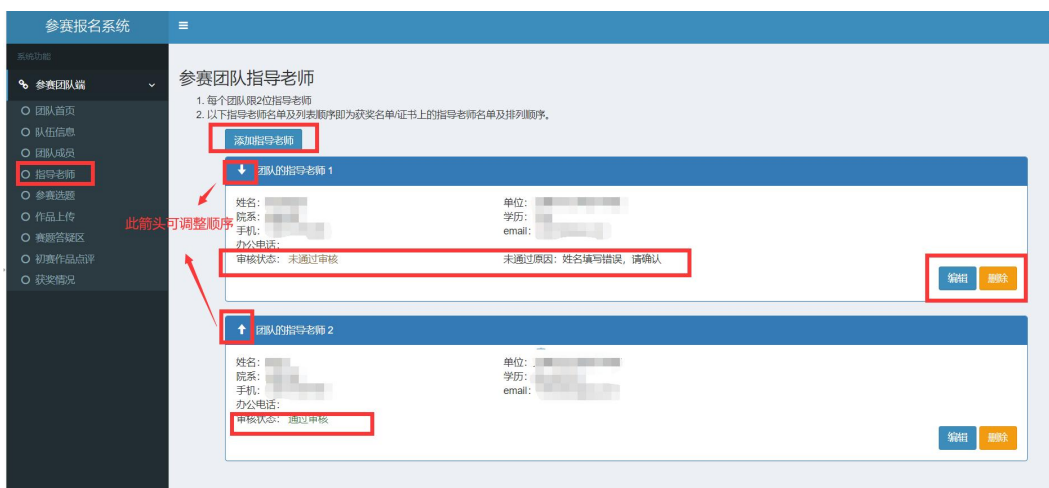 参赛报名系统
系统功能
参赛团队端
团队首页
队伍信息
团队成员
指导老师
参赛选题
作品上传
赛题答疑区
初赛作品点评
获奖情况
参赛团队指导老师
1. 每个团队限2位指导老师
2. 以下指导老师名单及列表顺序即为获奖名单/证书上的指导老师名单及排列顺序。
添加指导老师
团队的指导老师 1
姓名： 单位：
院系： 学历：
此箭头可调整顺序
手机： email：
办公电话：
审核状态： 未通过审核 未通过原因：姓名填写错误，请确认
编辑 删除
团队的指导老师 2
姓名： 单位：
院系： 学历：
手机： email：
办公电话：
审核状态： 通过审核
编辑 删除